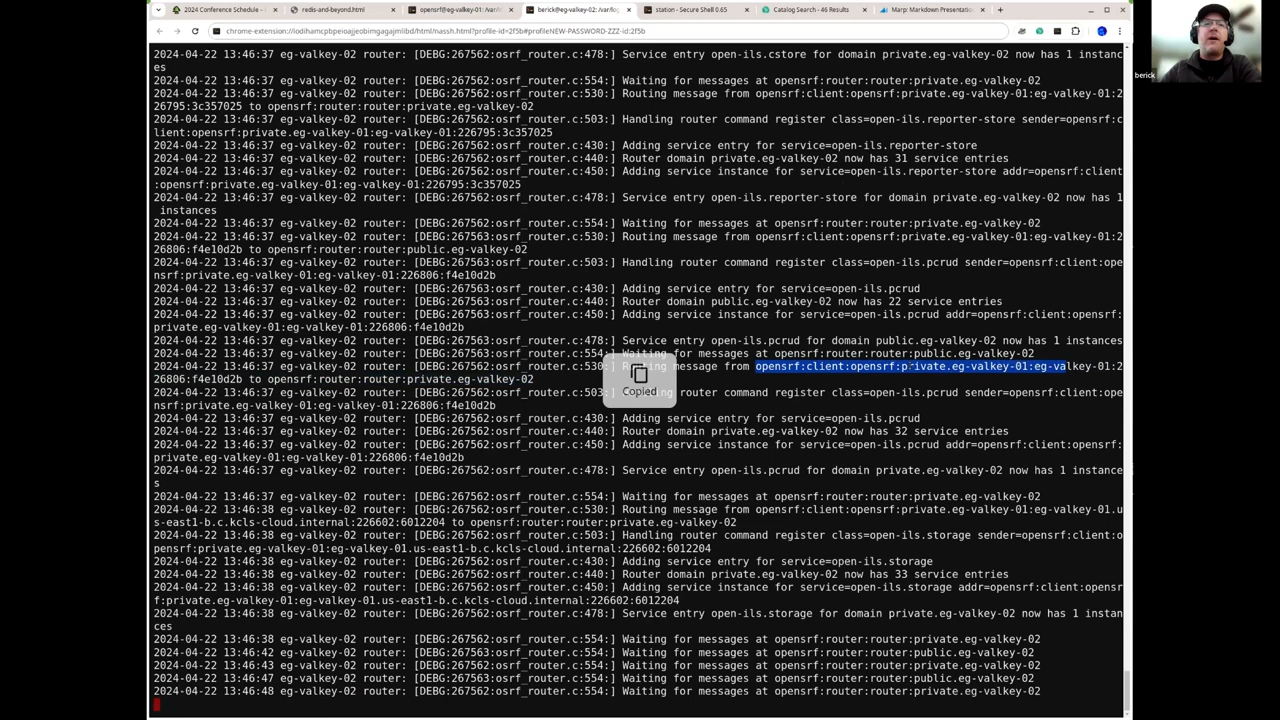 2024 Conference Schedule -
redis-and-beyond.html
opensrf@eg-valkey-01: /var/lo
berick@eg-valkey-02: /var/log
station - Secure Shell 0.65
Catalog Search - 46 Results
Marp: Markdown Presentatio
berick
2024-04-22 13:46:37 eg-valkey-02 router: [DEBG:267562:osrf_router.c:478:] Service entry open-ils.cstore for domain private.eg-valkey-02 now has 1 instanc
es
2024-04-22 13:46:37 eg-valkey-02 router: [DEBG:267562:osrf_router.c:554:] Waiting for messages at opensrf:router:router:private.eg-valkey-02
2024-04-22 13:46:37 eg-valkey-02 router: [DEBG:267562:osrf_router.c:530:] Routing message from opensrf:client:opensrf:private.eg-valkey-01:eg-valkey-01:2
26795:3c357025 to opensrf:router:router:private.eg-valkey-02
2024-04-22 13:46:37 eg-valkey-02 router: [DEBG:267562:osrf_router.c:503:] Handling router command register class=open-ils.reporter-store sender=opensrf:c
lient:opensrf:private.eg-valkey-01:eg-valkey-01:226795:3c357025
2024-04-22 13:46:37 eg-valkey-02 router: [DEBG:267562:osrf_router.c:430:] Adding service entry for service=open-ils.reporter-store
2024-04-22 13:46:37 eg-valkey-02 router: [DEBG:267562:osrf_router.c:440:] Router domain private.eg-valkey-02 now has 31 service entries
2024-04-22 13:46:37 eg-valkey-02 router: [DEBG:267562:osrf_router.c:450:] Adding service instance for service=open-ils.reporter-store addr=opensrf:client
:opensrf:private.eg-valkey-01:eg-valkey-01:226795:3c357025
2024-04-22 13:46:37 eg-valkey-02 router: [DEBG:267562:osrf_router.c:478:] Service entry open-ils.reporter-store for domain private.eg-valkey-02 now has 1
instances
2024-04-22 13:46:37 eg-valkey-02 router: [DEBG:267562:osrf_router.c:554:] Waiting for messages at opensrf:router:router:private.eg-valkey-02
2024-04-22 13:46:37 eg-valkey-02 router: [DEBG:267563:osrf_router.c:530:] Routing message from opensrf:client:opensrf:private.eg-valkey-01:eg-valkey-01:2
26806:f4e10d2b to opensrf:router:router:public.eg-valkey-02
2024-04-22 13:46:37 eg-valkey-02 router: [DEBG:267563:osrf_router.c:503:] Handling router command register class=open-ils.pcrud sender=opensrf:client:ope
nsrf:private.eg-valkey-01:eg-valkey-01:226806:f4e10d2b
2024-04-22 13:46:37 eg-valkey-02 router: [DEBG:267563:osrf_router.c:430:] Adding service entry for service=open-ils.pcrud
2024-04-22 13:46:37 eg-valkey-02 router: [DEBG:267563:osrf_router.c:440:] Router domain public.eg-valkey-02 now has 22 service entries
2024-04-22 13:46:37 eg-valkey-02 router: [DEBG:267563:osrf_router.c:450:] Adding service instance for service=open-ils.pcrud addr=opensrf:client:opensrf:
private.eg-valkey-01:eg-valkey-01:226806:f4e10d2b
2024-04-22 13:46:37 eg-valkey-02 router: [DEBG:267563:osrf_router.c:478:] Service entry open-ils.pcrud for domain public.eg-valkey-02 now has 1 instances
2024-04-22 13:46:37 eg-valkey-02 router: [DEBG:267563:osrf_router.c:554:] Waiting for messages at opensrf:router:router:public.eg-valkey-02
2024-04-22 13:46:37 eg-valkey-02 router: [DEBG:267562:osrf_router.c:530:] Routing message from opensrf:client:opensrf:private.eg-valkey-01:eg-valkey-01:2
26806:f4e10d2b to opensrf:router:router:private.eg-valkey-02
Copied
2024-04-22 13:46:37 eg-valkey-02 router: [DEBG:267562:osrf_router.c:503: router command register class=open-ils.pcrud sender=opensrf:client:ope
nsrf:private.eg-valkey-01:eg-valkey-01:226806:f4e10d2b
2024-04-22 13:46:37 eg-valkey-02 router: [DEBG:267562:osrf_router.c:430:] Adding service entry for service=open-ils.pcrud
2024-04-22 13:46:37 eg-valkey-02 router: [DEBG:267562:osrf_router.c:440:] Router domain private.eg-valkey-02 now has 32 service entries
2024-04-22 13:46:37 eg-valkey-02 router: [DEBG:267562:osrf_router.c:450:] Adding service instance for service=open-ils.pcrud addr=opensrf:client:opensrf:
private.eg-valkey-01:eg-valkey-01:226806:f4e10d2b
2024-04-22 13:46:37 eg-valkey-02 router: [DEBG:267562:osrf_router.c:478:] Service entry open-ils.pcrud for domain private.eg-valkey-02 now has 1 instance
s
2024-04-22 13:46:37 eg-valkey-02 router: [DEBG:267562:osrf_router.c:554:] Waiting for messages at opensrf:router:router:private.eg-valkey-02
2024-04-22 13:46:38 eg-valkey-02 router: [DEBG:267562:osrf_router.c:530:] Routing message from opensrf:client:opensrf:private.eg-valkey-01:eg-valkey-01.u
s-east1-b.c.kcls-cloud.internal:226602:6012204 to opensrf:router:router:private.eg-valkey-02
2024-04-22 13:46:38 eg-valkey-02 router: [DEBG:267562:osrf_router.c:503:] Handling router command register class=open-ils.storage sender=opensrf:client:o
pensrf:private.eg-valkey-01:eg-valkey-01.us-east1-b.c.kcls-cloud.internal:226602:6012204
2024-04-22 13:46:38 eg-valkey-02 router: [DEBG:267562:osrf_router.c:430:] Adding service entry for service=open-ils.storage
2024-04-22 13:46:38 eg-valkey-02 router: [DEBG:267562:osrf_router.c:440:] Router domain private.eg-valkey-02 now has 33 service entries
2024-04-22 13:46:38 eg-valkey-02 router: [DEBG:267562:osrf_router.c:450:] Adding service instance for service=open-ils.storage addr=opensrf:client:opensr
f:private.eg-valkey-01:eg-valkey-01.us-east1-b.c.kcls-cloud.internal:226602:6012204
2024-04-22 13:46:38 eg-valkey-02 router: [DEBG:267562:osrf_router.c:478:] Service entry open-ils.storage for domain private.eg-valkey-02 now has 1 instan
ces
2024-04-22 13:46:38 eg-valkey-02 router: [DEBG:267562:osrf_router.c:554:] Waiting for messages at opensrf:router:router:private.eg-valkey-02
2024-04-22 13:46:42 eg-valkey-02 router: [DEBG:267563:osrf_router.c:554:] Waiting for messages at opensrf:router:router:public.eg-valkey-02
2024-04-22 13:46:43 eg-valkey-02 router: [DEBG:267562:osrf_router.c:554:] Waiting for messages at opensrf:router:router:private.eg-valkey-02
2024-04-22 13:46:47 eg-valkey-02 router: [DEBG:267563:osrf_router.c:554:] Waiting for messages at opensrf:router:router:public.eg-valkey-02
2024-04-22 13:46:48 eg-valkey-02 router: [DEBG:267562:osrf_router.c:554:] Waiting for messages at opensrf:router:router:private.eg-valkey-02